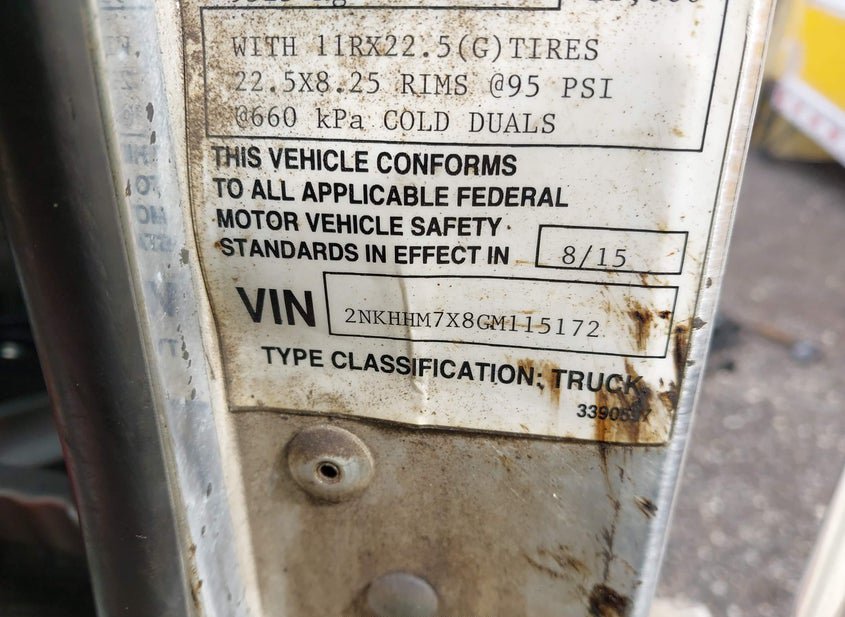 WITH 11RX22.5(G)TIRES
22.5X8.25 RIMS @95 PSI
@660 kPa COLD DUALS
THIS VEHICLE CONFORMS
TO ALL APPLICABLE FEDERAL
MOTOR VEHICLE SAFETY
STANDARDS IN EFFECT IN 8/15
VIN 2NKHHM7X8GM115172
TYPE CLASSIFICATION: TRUCK